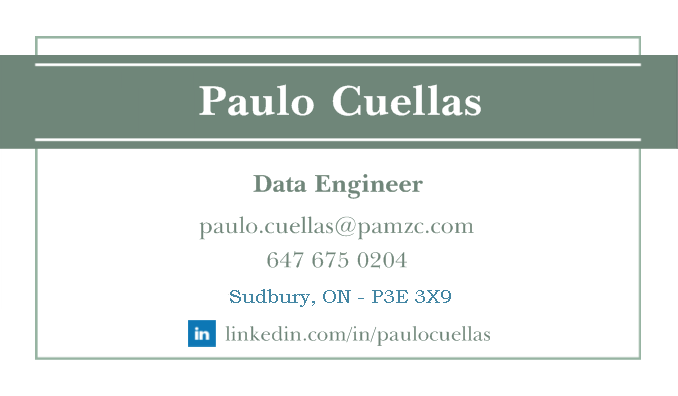 Paulo Cuellas
Data Engineer
paulo.cuellas@pamzc.com
647 675 0204
Sudbury, ON - P3E 3X9
in linkedin.com/in/paulocuellas